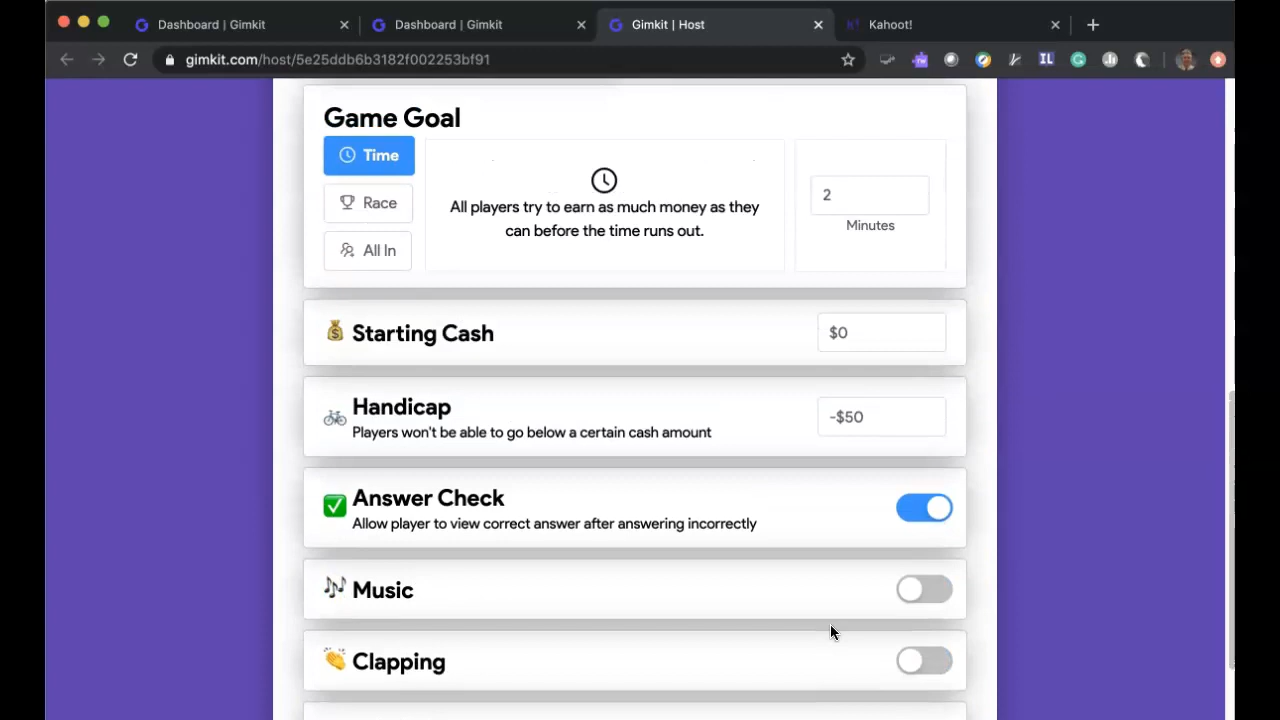 Dashboard | Gimkit
Dashboard | Gimkit
Gimkit | Host
Kahoot!
gimkit.com/host/5e25ddb6b3182f002253bf91
IL
Game Goal
Time
Race
All In
All players try to earn as much money as they
can before the time runs out.
2
Minutes
Starting Cash
$0
Handicap
Players won't be able to go below a certain cash amount
-$50
Answer Check
Allow player to view correct answer after answering incorrectly
Music
Clapping